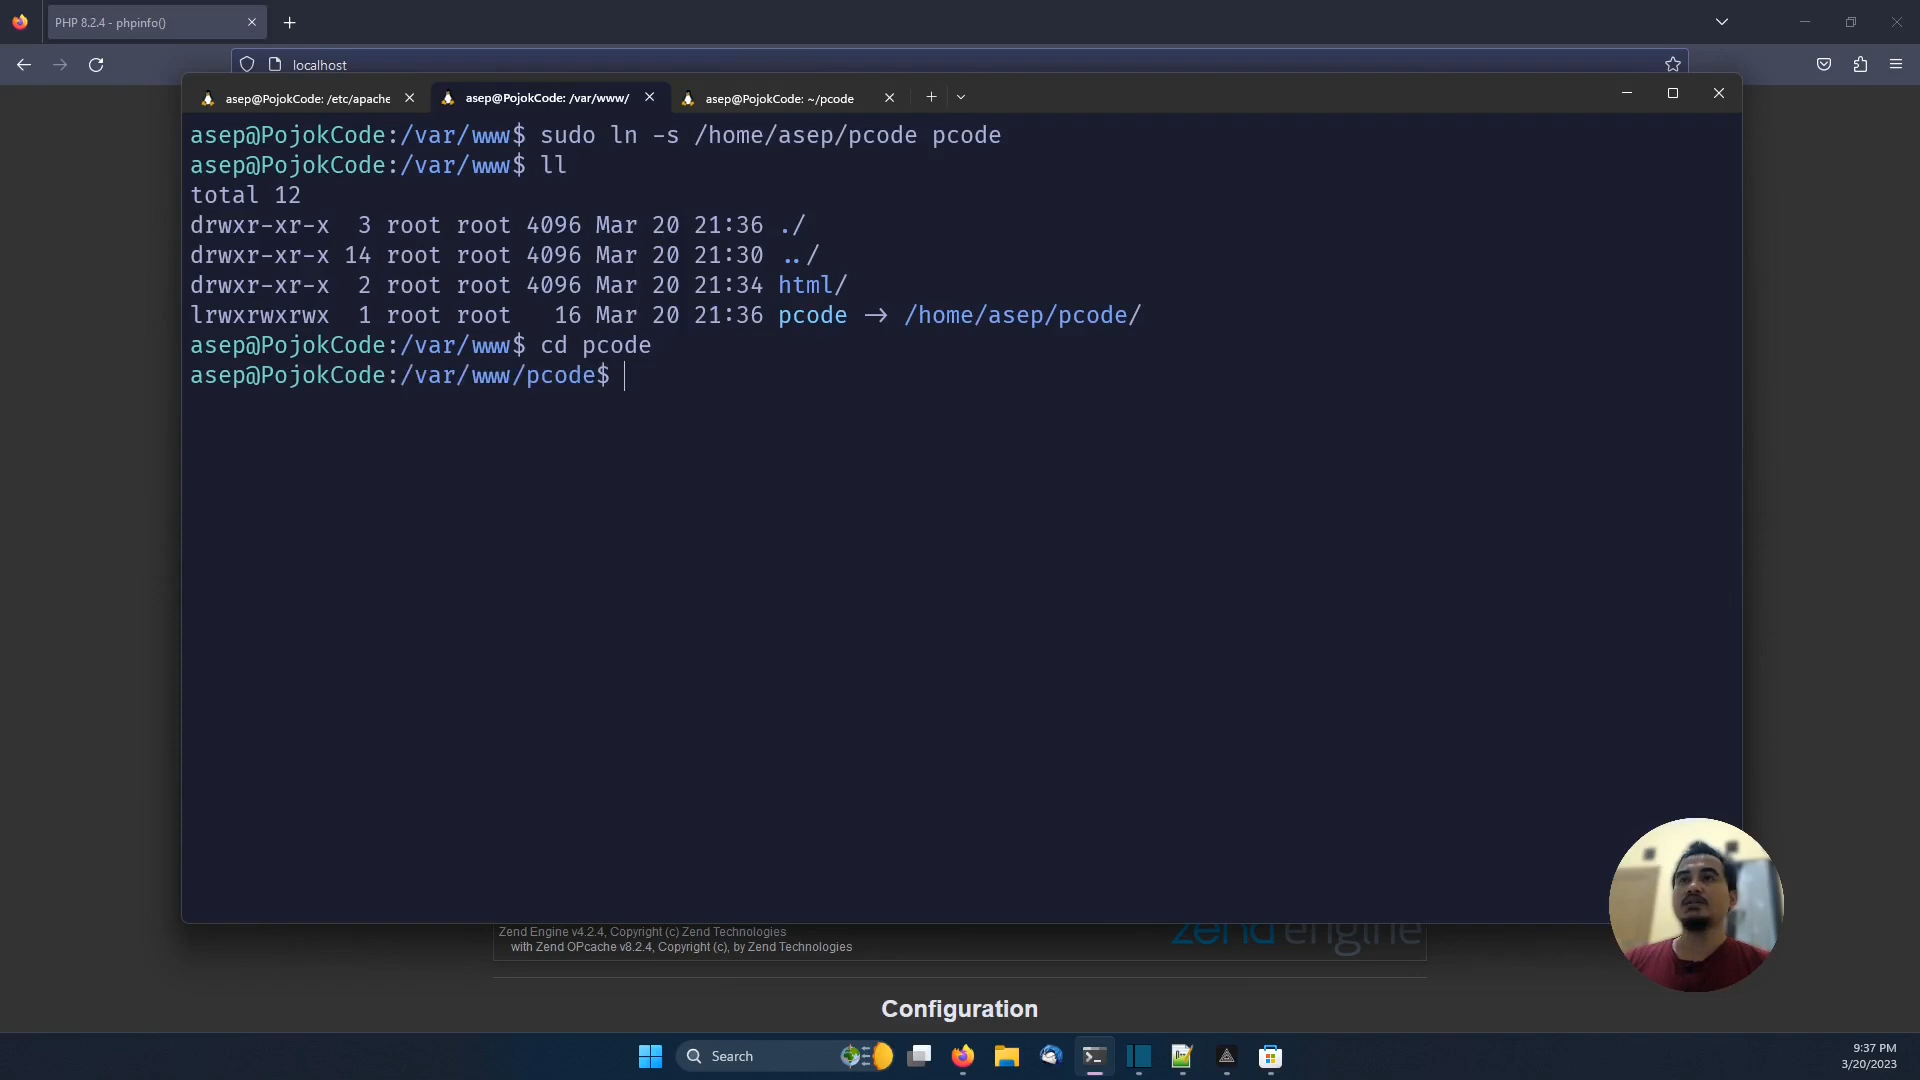 PHP 8.2.4 - phpinfo()
localhost
asep@PojokCode: /etc/apache
asep@PojokCode: /var/www/
asep@PojokCode: ~/pcode
asep@PojokCode:/var/www$ sudo ln -s /home/asep/pcode pcode
asep@PojokCode:/var/www$ ll
total 12
drwxr-xr-x  3 root root 4096 Mar 20 21:36 ./
drwxr-xr-x 14 root root 4096 Mar 20 21:30 ../
drwxr-xr-x  2 root root 4096 Mar 20 21:34 html/
lrwxrwxrwx  1 root root   16 Mar 20 21:36 pcode -> /home/asep/pcode/
asep@PojokCode:/var/www$ cd pcode
asep@PojokCode:/var/www/pcode$
Zend Engine v4.2.4, Copyright (c) Zend Technologies
with Zend OPcache v8.2.4, Copyright (c), by Zend Technologies
zend engine
Configuration
Search
9:37 PM
3/20/2023